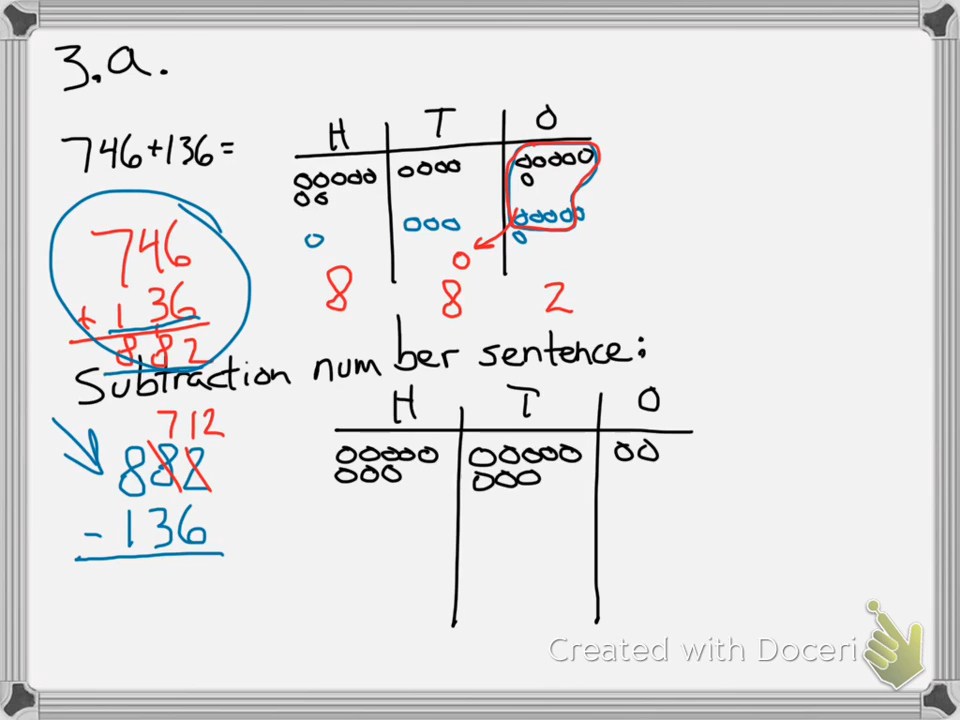 3.a.
H T O
746+136=
746
+ 136
8 8 2
882
Subtraction number sentence:
H T O
7 12
882
- 136
Created with Doceri